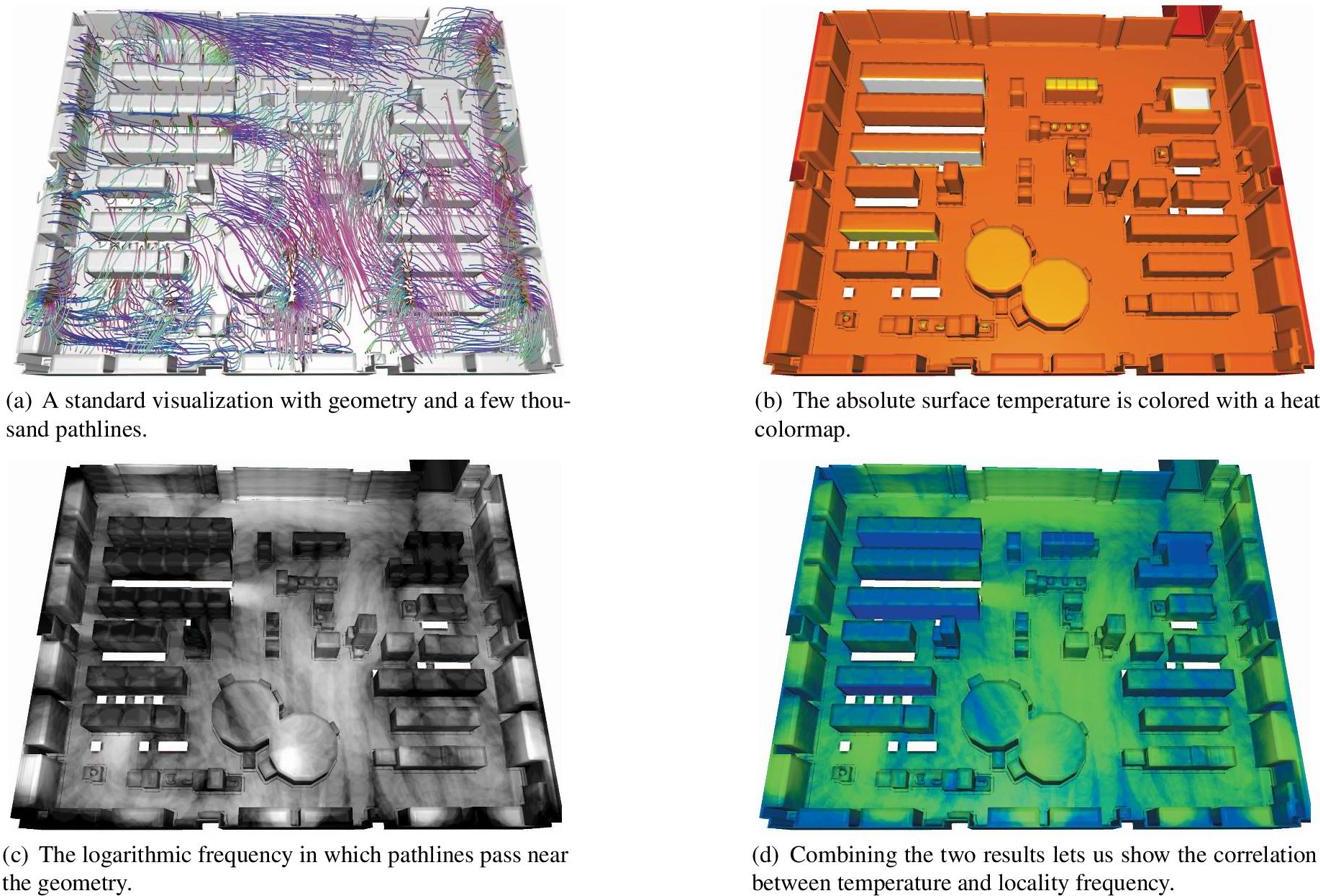 (a) A standard visualization with geometry and a few thou-
sand pathlines.
(b) The absolute surface temperature is colored with a heat
colormap.
(c) The logarithmic frequency in which pathlines pass near
the geometry.
(d) Combining the two results lets us show the correlation
between temperature and locality frequency.